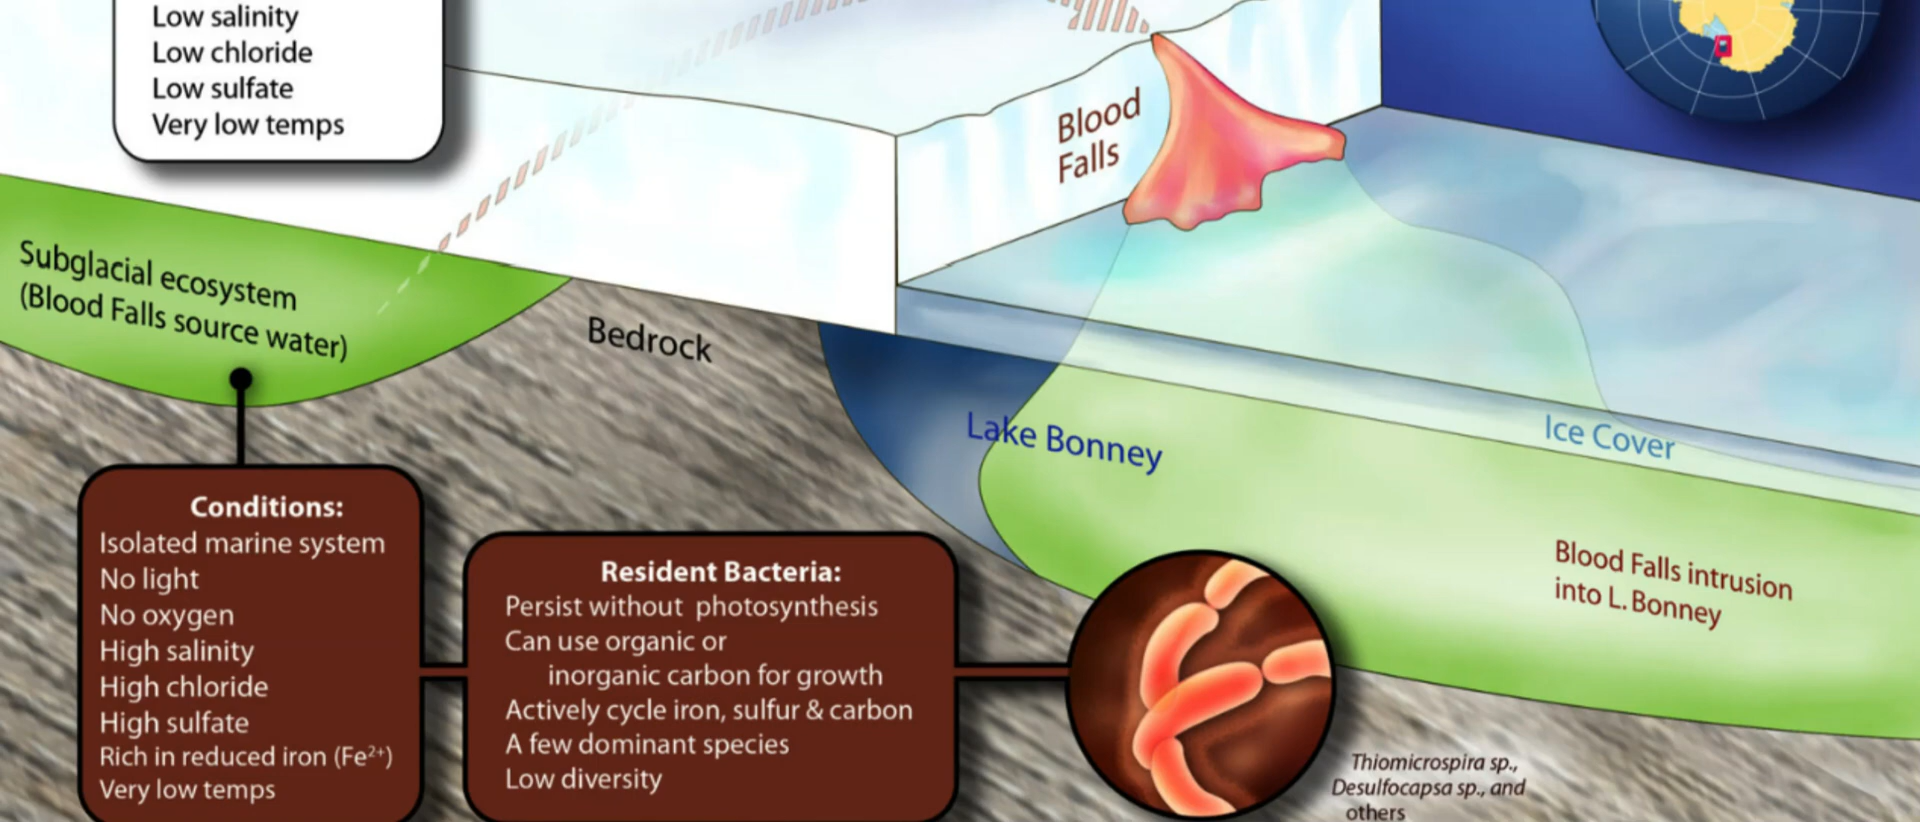 Low salinity
Low chloride
Low sulfate
Very low temps
Blood
Falls
Subglacial ecosystem
(Blood Falls source water)
Bedrock
Lake Bonney
Ice Cover
Blood Falls intrusion
into L. Bonney
Conditions:
Isolated marine system
No light
No oxygen
High salinity
High chloride
High sulfate
Rich in reduced iron (Fe²⁺)
Very low temps
Resident Bacteria:
Persist without photosynthesis
Can use organic or
inorganic carbon for growth
Actively cycle iron, sulfur & carbon
A few dominant species
Low diversity
Thiomicrospira sp.,
Desulfocapsa sp., and
others